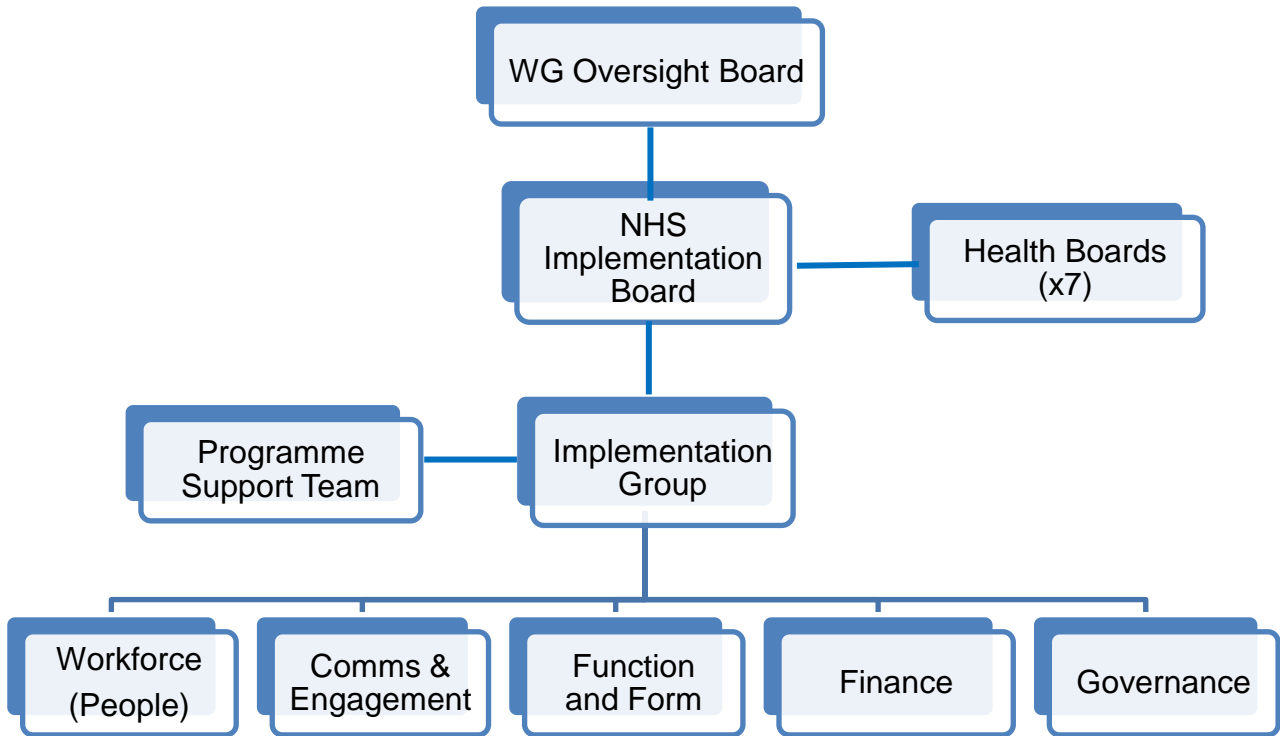 WG Oversight Board
NHS
Implementation
Board
Health Boards
(x7)
Programme
Support Team
Implementation
Group
Workforce
(People)
Comms &
Engagement
Function
and Form
Finance
Governance